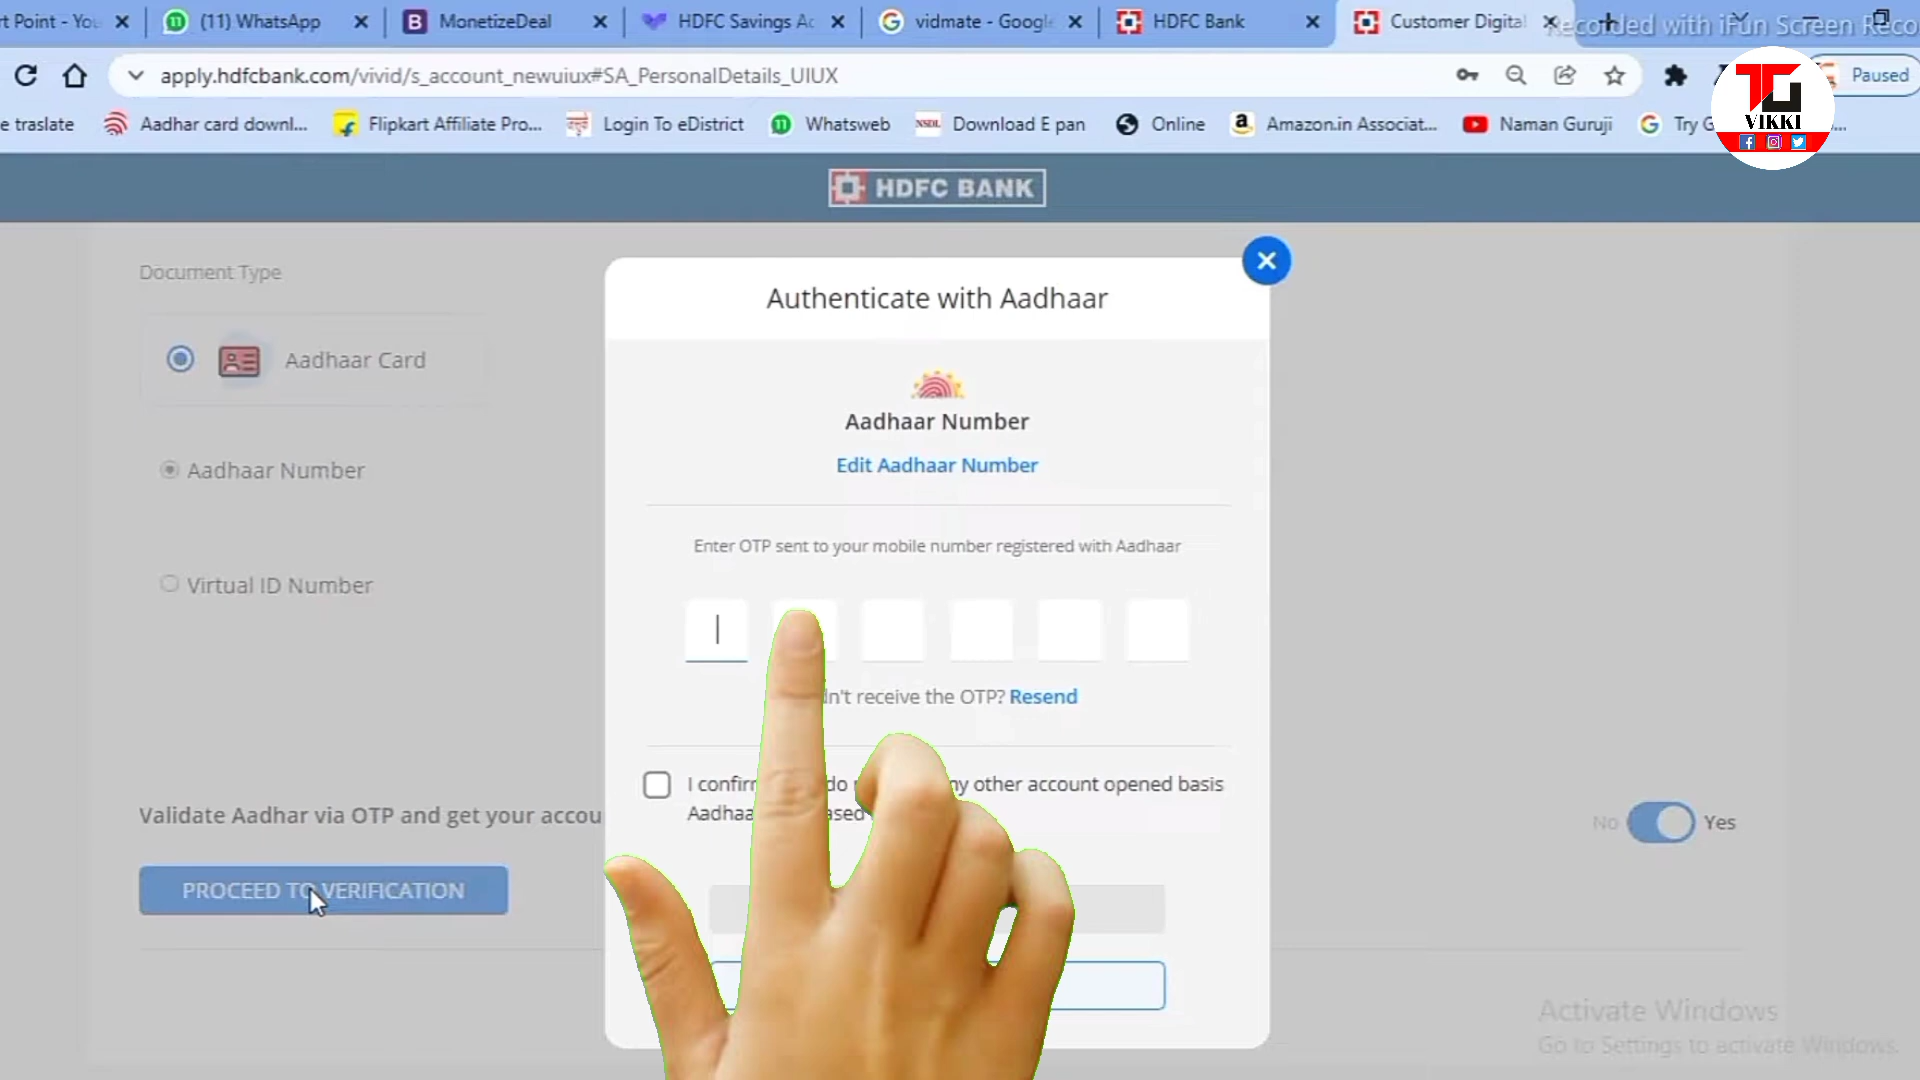 rt Point - You
(11) WhatsApp
MonetizeDeal
HDFC Savings Ac
vidmate - Google
HDFC Bank
Customer Digital
Recorded with iFun Screen Reco
apply.hdfcbank.com/vivid/s_account_newuiux#SA_PersonalDetails_UIUX
Paused
e traslate
Aadhar card downl...
Flipkart Affiliate Pro...
Login To eDistrict
Whatsweb
NSDL
Download E pan
Online
Amazon.in Associat...
Naman Guruji
Try G
VIKKI
HDFC BANK
Document Type
Authenticate with Aadhaar
Aadhaar Card
Aadhaar Number
Edit Aadhaar Number
Aadhaar Number
Enter OTP sent to your mobile number registered with Aadhaar
Virtual ID Number
n't receive the OTP? Resend
I confir do ny other account opened basis
Aadhaa ased
Validate Aadhar via OTP and get your accou
No Yes
PROCEED TO VERIFICATION
Activate Windows
Go to Settings to activate Windows.